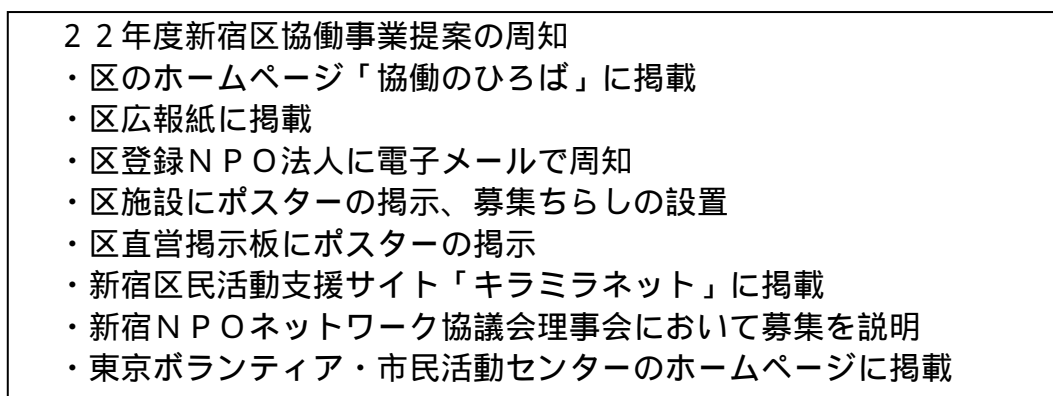 ２２年度新宿区協働事業提案の周知
・区のホームページ「協働のひろば」に掲載
・区広報紙に掲載
・区登録ＮＰＯ法人に電子メールで周知
・区施設にポスターの掲示、募集ちらしの設置
・区直営掲示板にポスターの掲示
・新宿区民活動支援サイト「キラミラネット」に掲載
・新宿ＮＰＯネットワーク協議会理事会において募集を説明
・東京ボランティア・市民活動センターのホームページに掲載